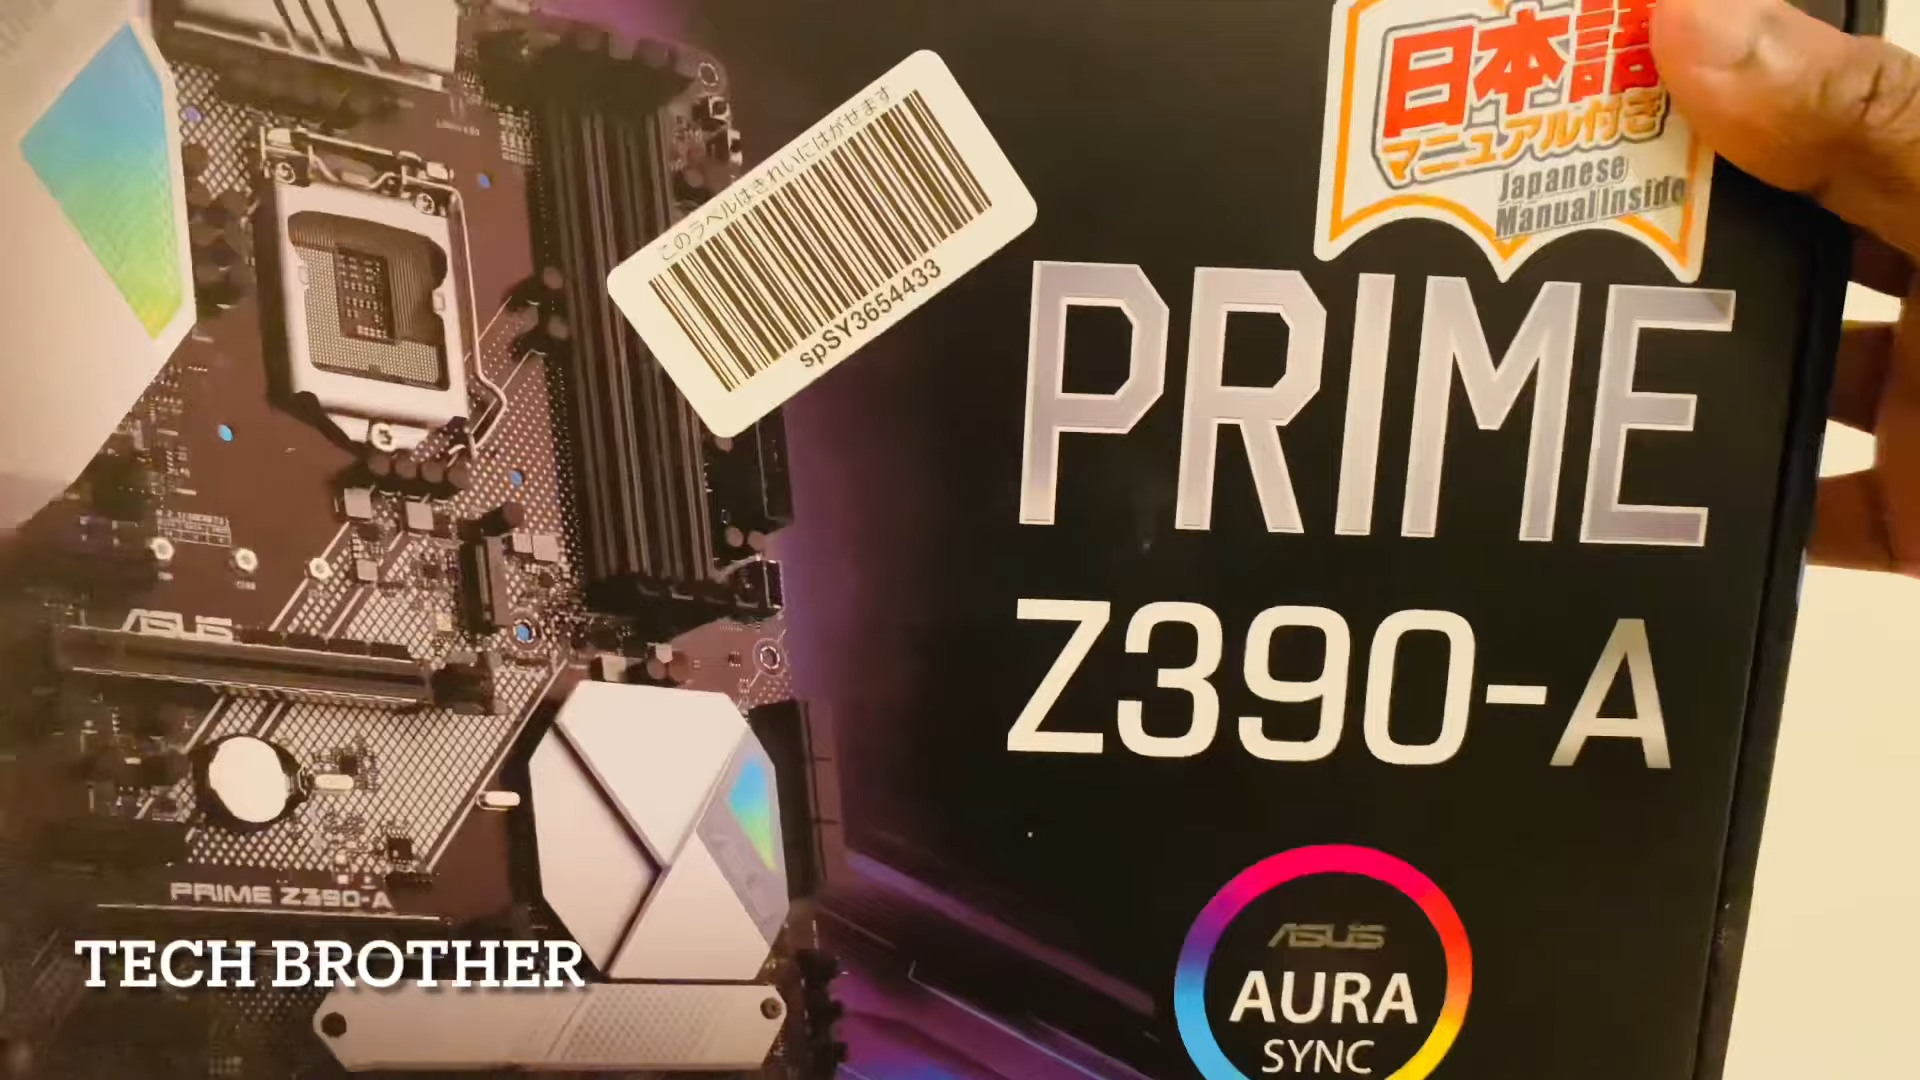 日本語
マニュアル付き
Japanese
Manual Inside
このラベルはきれいにはがせます
spSY3654433
PRIME
Z390-A
ASUS
PRIME Z390-A
TECH BROTHER
ASUS
AURA
SYNC